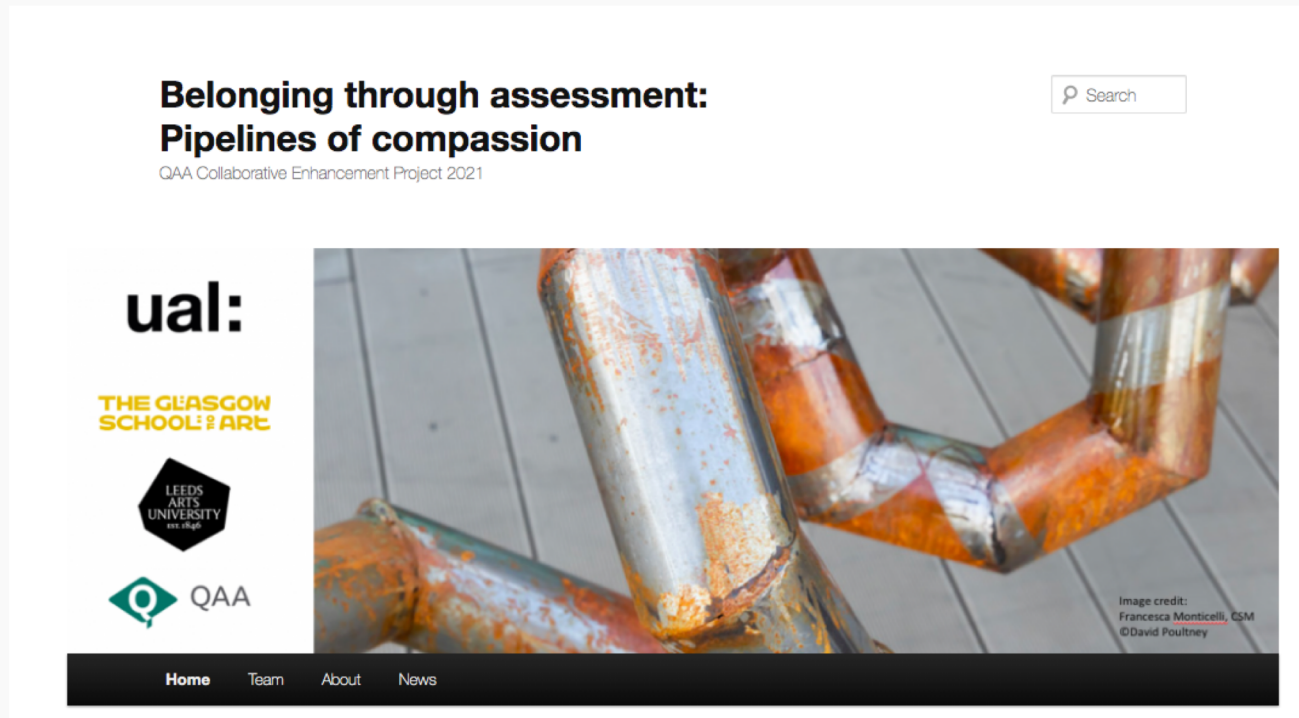 Belonging through assessment:
Pipelines of compassion
QAA Collaborative Enhancement Project 2021
Search
ual:
THE GLASGOW
SCHOOL:OF ART
LEEDS
ARTS
UNIVERSITY
EST. 1846
QAA
Image credit:
Francesca Monticelli, CSM
©David Poultney
Home Team About News